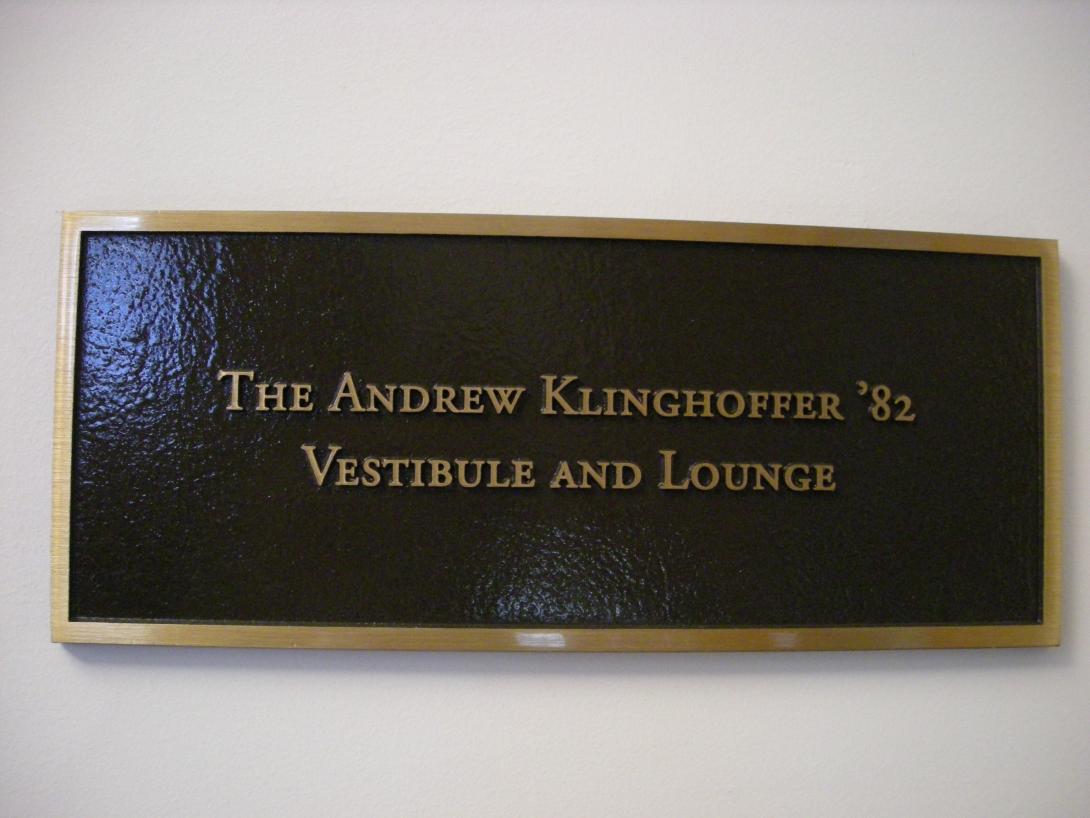 The Andrew Klinghoffer ’82
Vestibule and Lounge